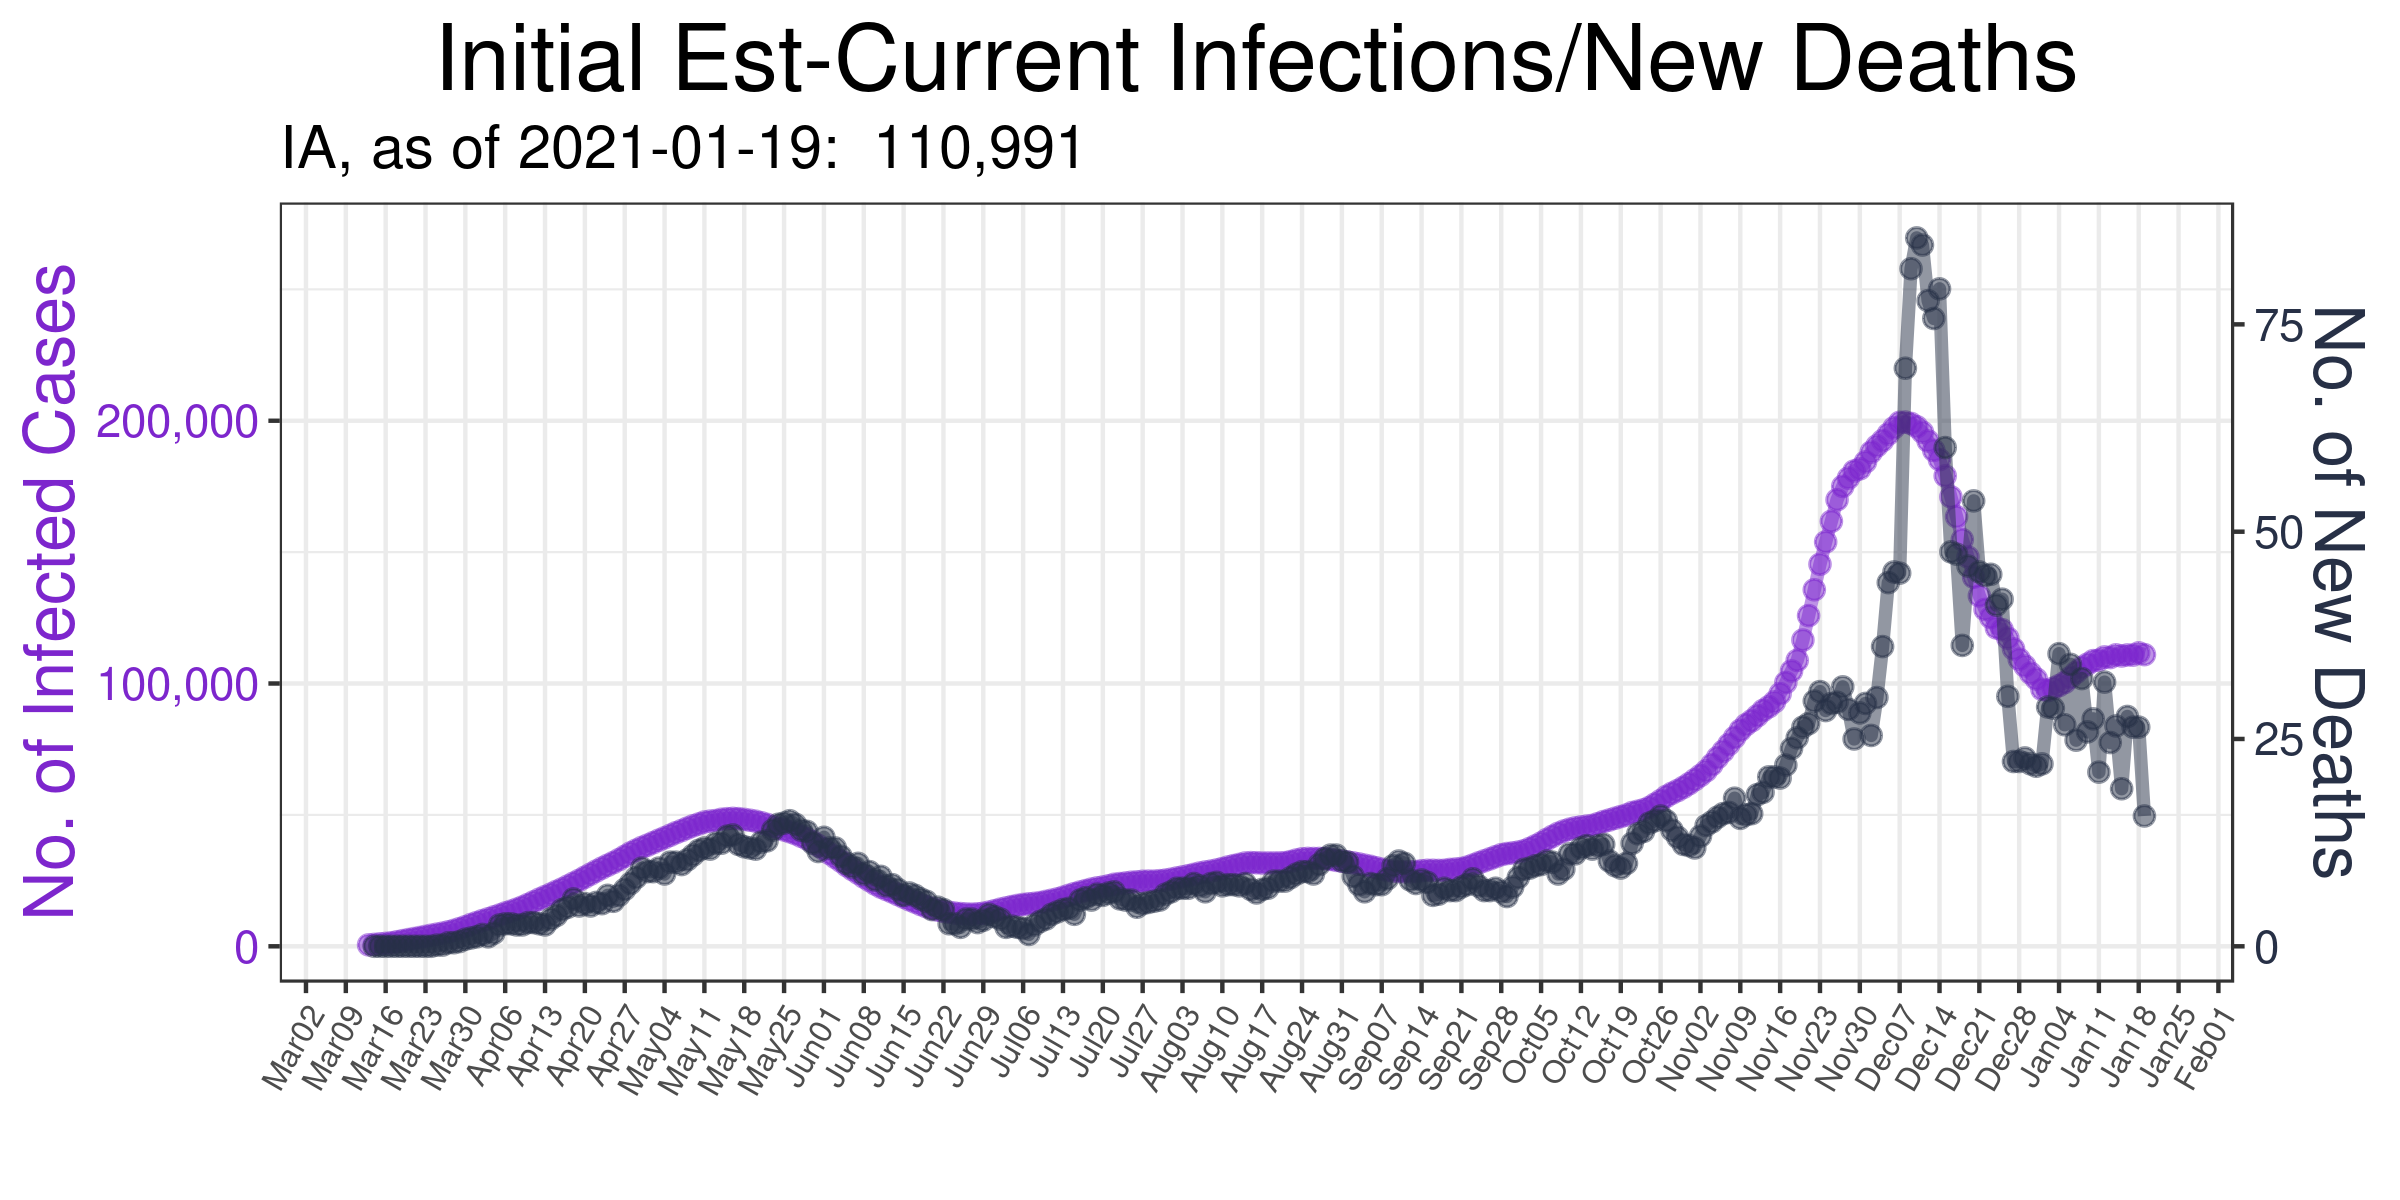 Initial Est-Current Infections/New Deaths
IA, as of 2021-01-19:  110,991
No. of Infected Cases
200,000
100,000
0
75
50
25
0
No. of New Deaths
Mar02
Mar09
Mar16
Mar23
Mar30
Apr06
Apr13
Apr20
Apr27
May04
May11
May18
May25
Jun01
Jun08
Jun15
Jun22
Jun29
Jul06
Jul13
Jul20
Jul27
Aug03
Aug10
Aug17
Aug24
Aug31
Sep07
Sep14
Sep21
Sep28
Oct05
Oct12
Oct19
Oct26
Nov02
Nov09
Nov16
Nov23
Nov30
Dec07
Dec14
Dec21
Dec28
Jan04
Jan11
Jan18
Jan25
Feb01